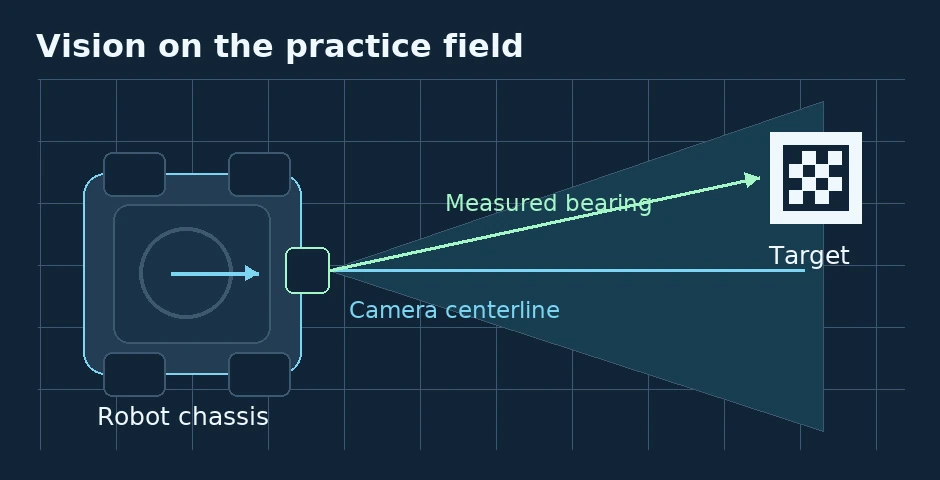 Vision on the practice field
Measured bearing
Target
Camera centerline
Robot chassis